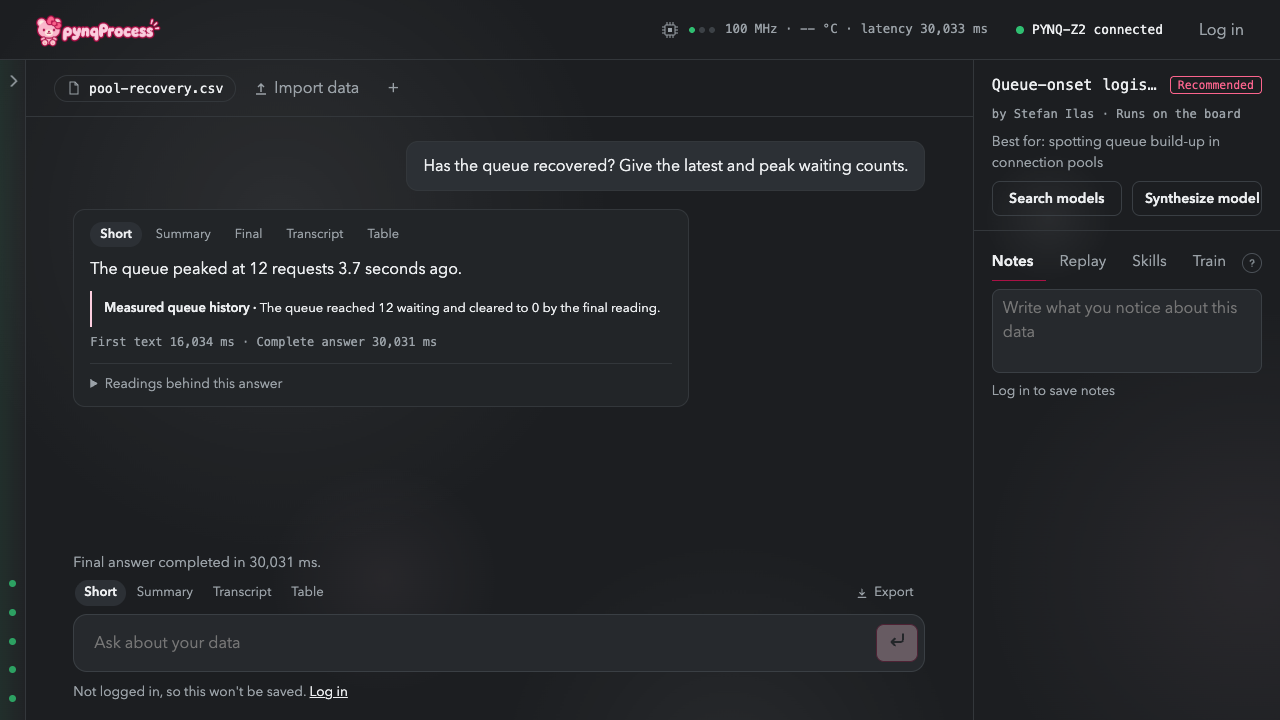 pynqProcess
100 MHz · —— °C · latency 30,033 ms
PYNQ-Z2 connected
Log in
pool-recovery.csv
Import data
+
Has the queue recovered? Give the latest and peak waiting counts.
Short Summary Final Transcript Table
The queue peaked at 12 requests 3.7 seconds ago.
Measured queue history · The queue reached 12 waiting and cleared to 0 by the final reading.
First text 16,034 ms · Complete answer 30,031 ms
Readings behind this answer
Final answer completed in 30,031 ms.
Short Summary Transcript Table
Export
Ask about your data
Not logged in, so this won't be saved. Log in
Queue-onset logis…
Recommended
by Stefan Ilas · Runs on the board
Best for: spotting queue build-up in
connection pools
Search models
Synthesize model
Notes Replay Skills Train ?
Write what you notice about this
data
Log in to save notes